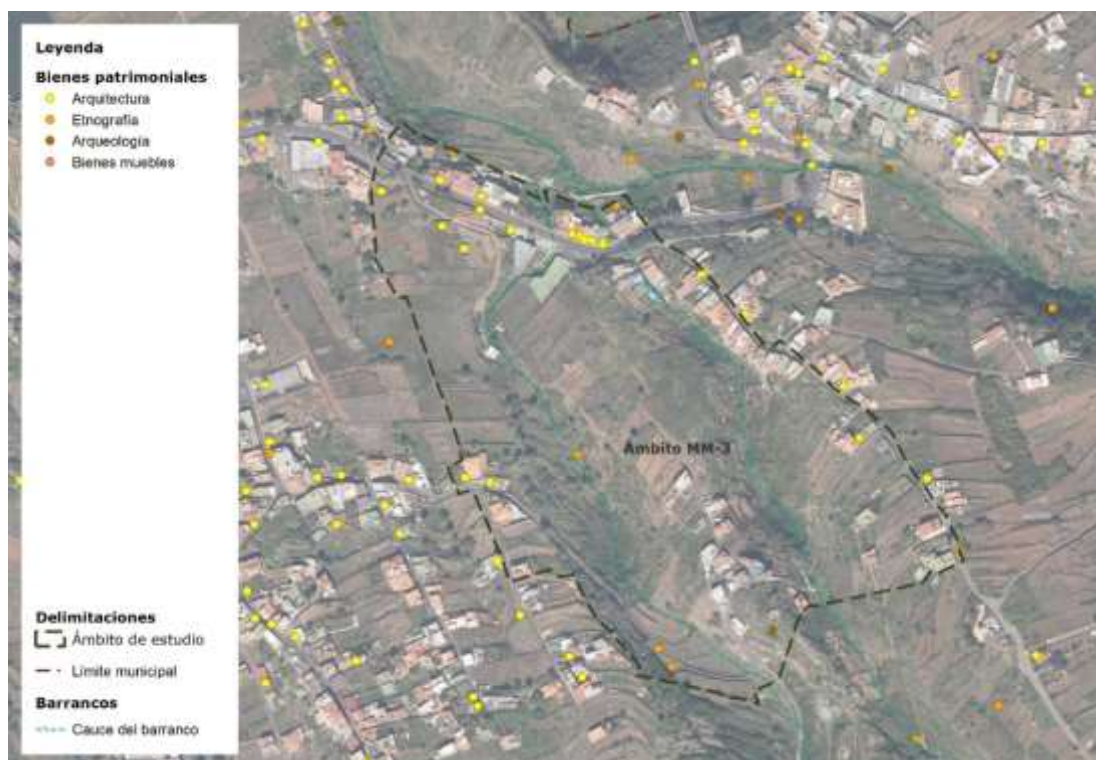 Leyenda
Bienes patrimoniales
Arquitectura
Etnografía
Arqueología
Bienes muebles
Ámbito MM-3
Delimitaciones
Ámbito de estudio
Límite municipal
Barrancos
Cauce del barranco